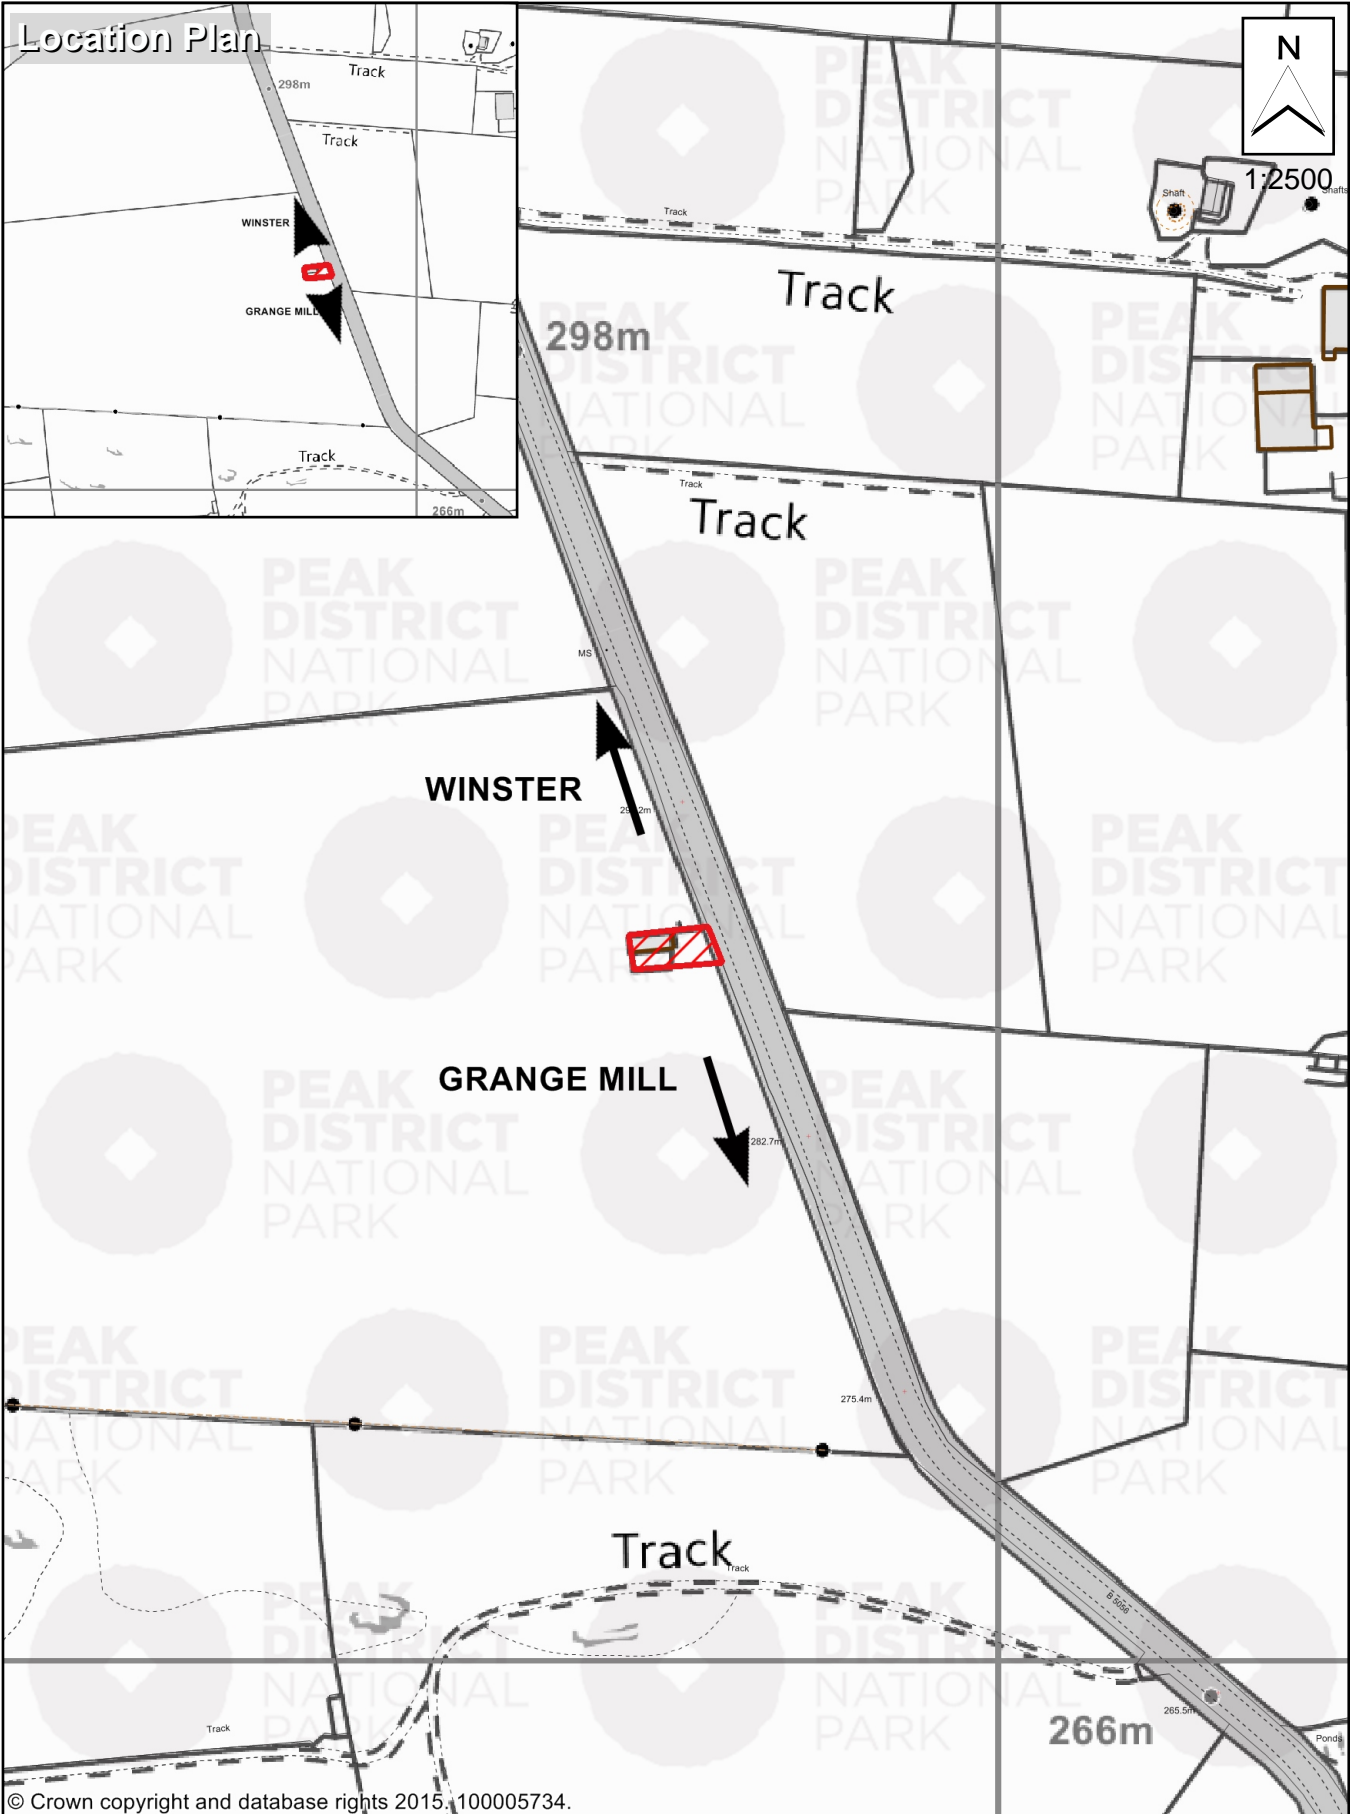 Location Plan
Track
298m
Track
WINSTER
GRANGE MILL
Track
266m
N
1:2500
Shaft
Shafts
Track
Track
298m
Track
Track
MS
WINSTER
GRANGE MILL
282.7m
275.4m
Track
Track
B 5056
265.5m
266m
Track
Ponds
PEAK
DISTRICT
NATIONAL
PARK
© Crown copyright and database rights 2015. 100005734.